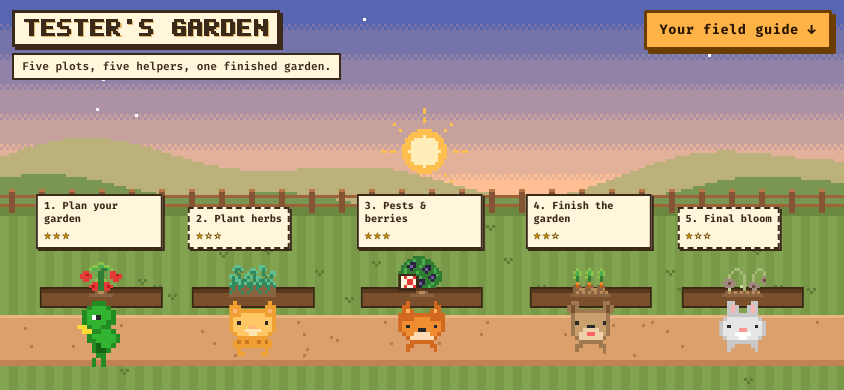 TESTER'S GARDEN
Your field guide ↓
Five plots, five helpers, one finished garden.
1. Plan your
garden
★★★
2. Plant herbs
★☆☆
3. Pests &
berries
★★★
4. Finish the
garden
★★☆
5. Final bloom
☆☆☆